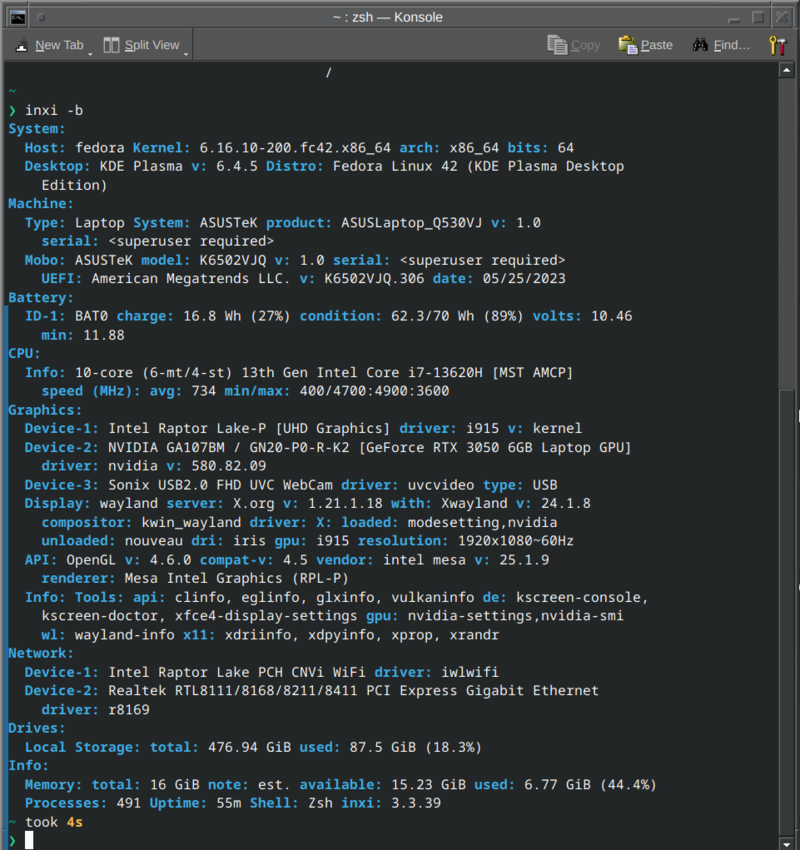 ~ : zsh — Konsole
New Tab Split View Copy Paste Find...
/
~
❯ inxi -b
System:
Host: fedora Kernel: 6.16.10-200.fc42.x86_64 arch: x86_64 bits: 64
Desktop: KDE Plasma v: 6.4.5 Distro: Fedora Linux 42 (KDE Plasma Desktop
Edition)
Machine:
Type: Laptop System: ASUSTeK product: ASUSLaptop_Q530VJ v: 1.0
serial: <superuser required>
Mobo: ASUSTeK model: K6502VJQ v: 1.0 serial: <superuser required>
UEFI: American Megatrends LLC. v: K6502VJQ.306 date: 05/25/2023
Battery:
ID-1: BAT0 charge: 16.8 Wh (27%) condition: 62.3/70 Wh (89%) volts: 10.46
min: 11.88
CPU:
Info: 10-core (6-mt/4-st) 13th Gen Intel Core i7-13620H [MST AMCP]
speed (MHz): avg: 734 min/max: 400/4700:4900:3600
Graphics:
Device-1: Intel Raptor Lake-P [UHD Graphics] driver: i915 v: kernel
Device-2: NVIDIA GA107BM / GN20-P0-R-K2 [GeForce RTX 3050 6GB Laptop GPU]
driver: nvidia v: 580.82.09
Device-3: Sonix USB2.0 FHD UVC WebCam driver: uvcvideo type: USB
Display: wayland server: X.org v: 1.21.1.18 with: Xwayland v: 24.1.8
compositor: kwin_wayland driver: X: loaded: modesetting,nvidia
unloaded: nouveau dri: iris gpu: i915 resolution: 1920x1080~60Hz
API: OpenGL v: 4.6.0 compat-v: 4.5 vendor: intel mesa v: 25.1.9
renderer: Mesa Intel Graphics (RPL-P)
Info: Tools: api: clinfo, eglinfo, glxinfo, vulkaninfo de: kscreen-console,
kscreen-doctor, xfce4-display-settings gpu: nvidia-settings,nvidia-smi
wl: wayland-info x11: xdriinfo, xdpyinfo, xprop, xrandr
Network:
Device-1: Intel Raptor Lake PCH CNVi WiFi driver: iwlwifi
Device-2: Realtek RTL8111/8168/8211/8411 PCI Express Gigabit Ethernet
driver: r8169
Drives:
Local Storage: total: 476.94 GiB used: 87.5 GiB (18.3%)
Info:
Memory: total: 16 GiB note: est. available: 15.23 GiB used: 6.77 GiB (44.4%)
Processes: 491 Uptime: 55m Shell: Zsh inxi: 3.3.39
~ took 4s
❯